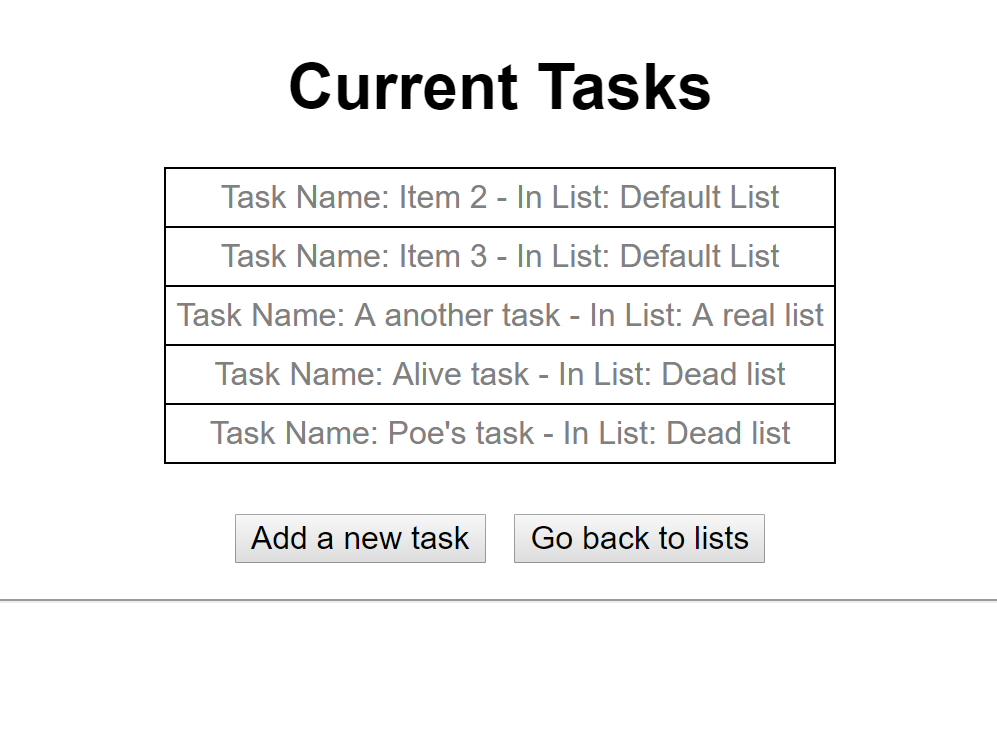 Current Tasks
Task Name: Item 2 - In List: Default List
Task Name: Item 3 - In List: Default List
Task Name: A another task - In List: A real list
Task Name: Alive task - In List: Dead list
Task Name: Poe's task - In List: Dead list
Add a new task
Go back to lists